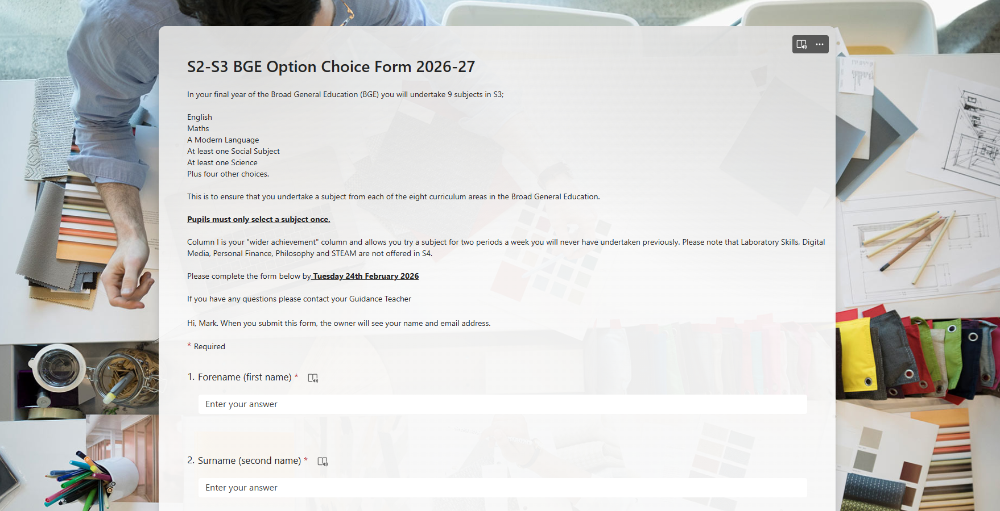 S2-S3 BGE Option Choice Form 2026-27
In your final year of the Broad General Education (BGE) you will undertake 9 subjects in S3;
English
Maths
A Modern Language
At least one Social Subject
At least one Science
Plus four other choices.
This is to ensure that you undertake a subject from each of the eight curriculum areas in the Broad General Education.
Pupils must only select a subject once.
Column I is your "wider achievement" column and allows you try a subject for two periods a week you will never have undertaken previously. Please note that Laboratory Skills, Digital
Media, Personal Finance, Philosophy and STEAM are not offered in S4.
Please complete the form below by Tuesday 24th February 2026
If you have any questions please contact your Guidance Teacher
Hi, Mark. When you submit this form, the owner will see your name and email address.
* Required
1. Forename (first name) *
Enter your answer
2. Surname (second name) *
Enter your answer